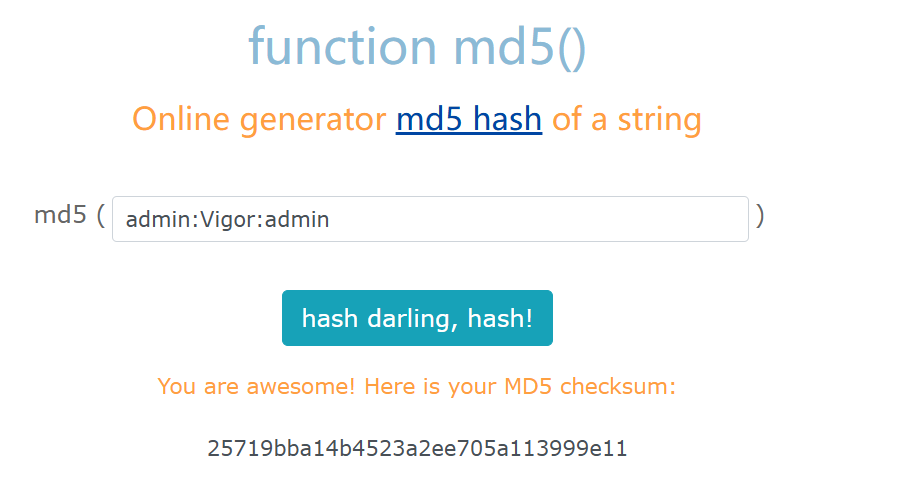 function md5()
Online generator md5 hash of a string
md5 ( admin:Vigor:admin )
hash darling, hash!
You are awesome! Here is your MD5 checksum:
25719bba14b4523a2ee705a113999e11